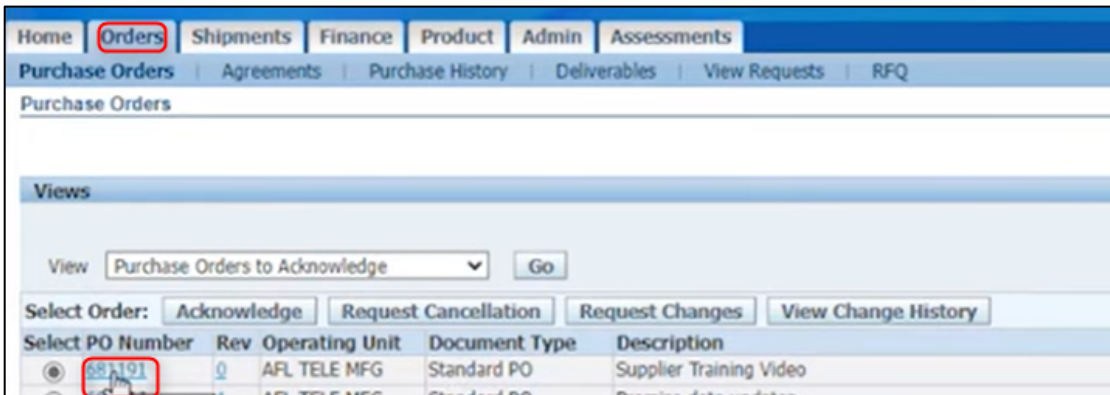 Home Orders Shipments Finance Product Admin Assessments
Purchase Orders | Agreements | Purchase History | Deliverables | View Requests | RFQ
Purchase Orders
Views
View Purchase Orders to Acknowledge Go
Select Order: Acknowledge Request Cancellation Request Changes View Change History
Select PO Number Rev Operating Unit Document Type Description
681191 0 AFL TELE MFG Standard PO Supplier Training Video